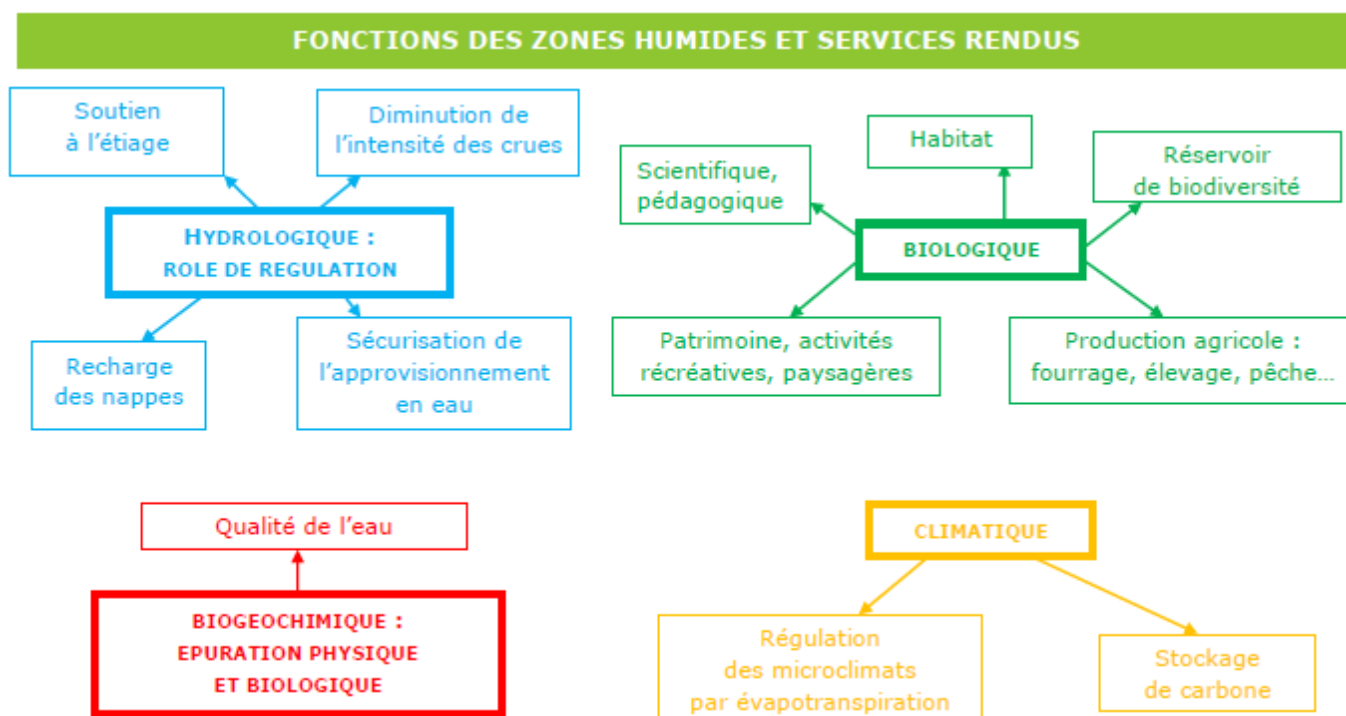 FONCTIONS DES ZONES HUMIDES ET SERVICES RENDUS
Soutien
à l'étiage
Diminution de
l'intensité des crues
HYDROLOGIQUE :
ROLE DE REGULATION
Recharge
des nappes
Sécurisation de
l'approvisionnement
en eau
Scientifique,
pédagogique
Habitat
Réservoir
de biodiversité
BIOLOGIQUE
Patrimoine, activités
récréatives, paysagères
Production agricole :
fourrage, élevage, pêche...
Qualité de l'eau
BIOGEOCHIMIQUE :
EPURATION PHYSIQUE
ET BIOLOGIQUE
CLIMATIQUE
Régulation
des microclimats
par évapotranspiration
Stockage
de carbone